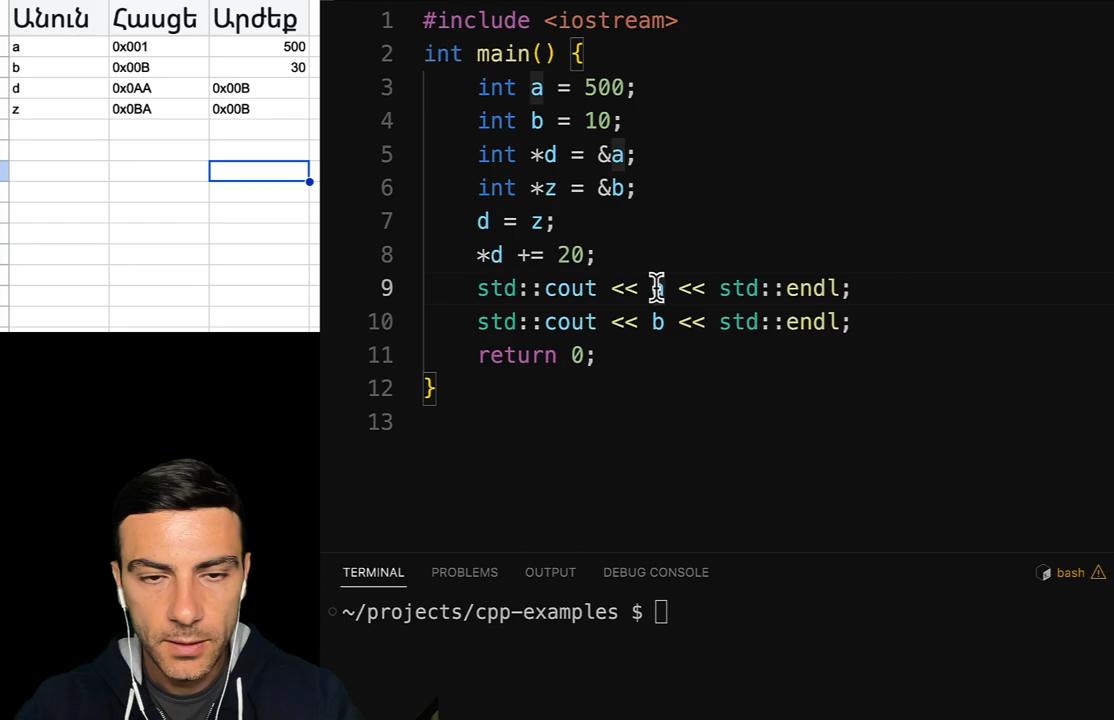 Անուն Հասցե Արժեք
a 0x001 500
b 0x00B 30
d 0x0AA 0x00B
z 0x0BA 0x00B
1 #include <iostream>
2 int main() {
3 int a = 500;
4 int b = 10;
5 int *d = &a;
6 int *z = &b;
7 d = z;
8 *d += 20;
9 std::cout << a << std::endl;
10 std::cout << b << std::endl;
11 return 0;
12 }
13
TERMINAL PROBLEMS OUTPUT DEBUG CONSOLE bash
~/projects/cpp-examples $